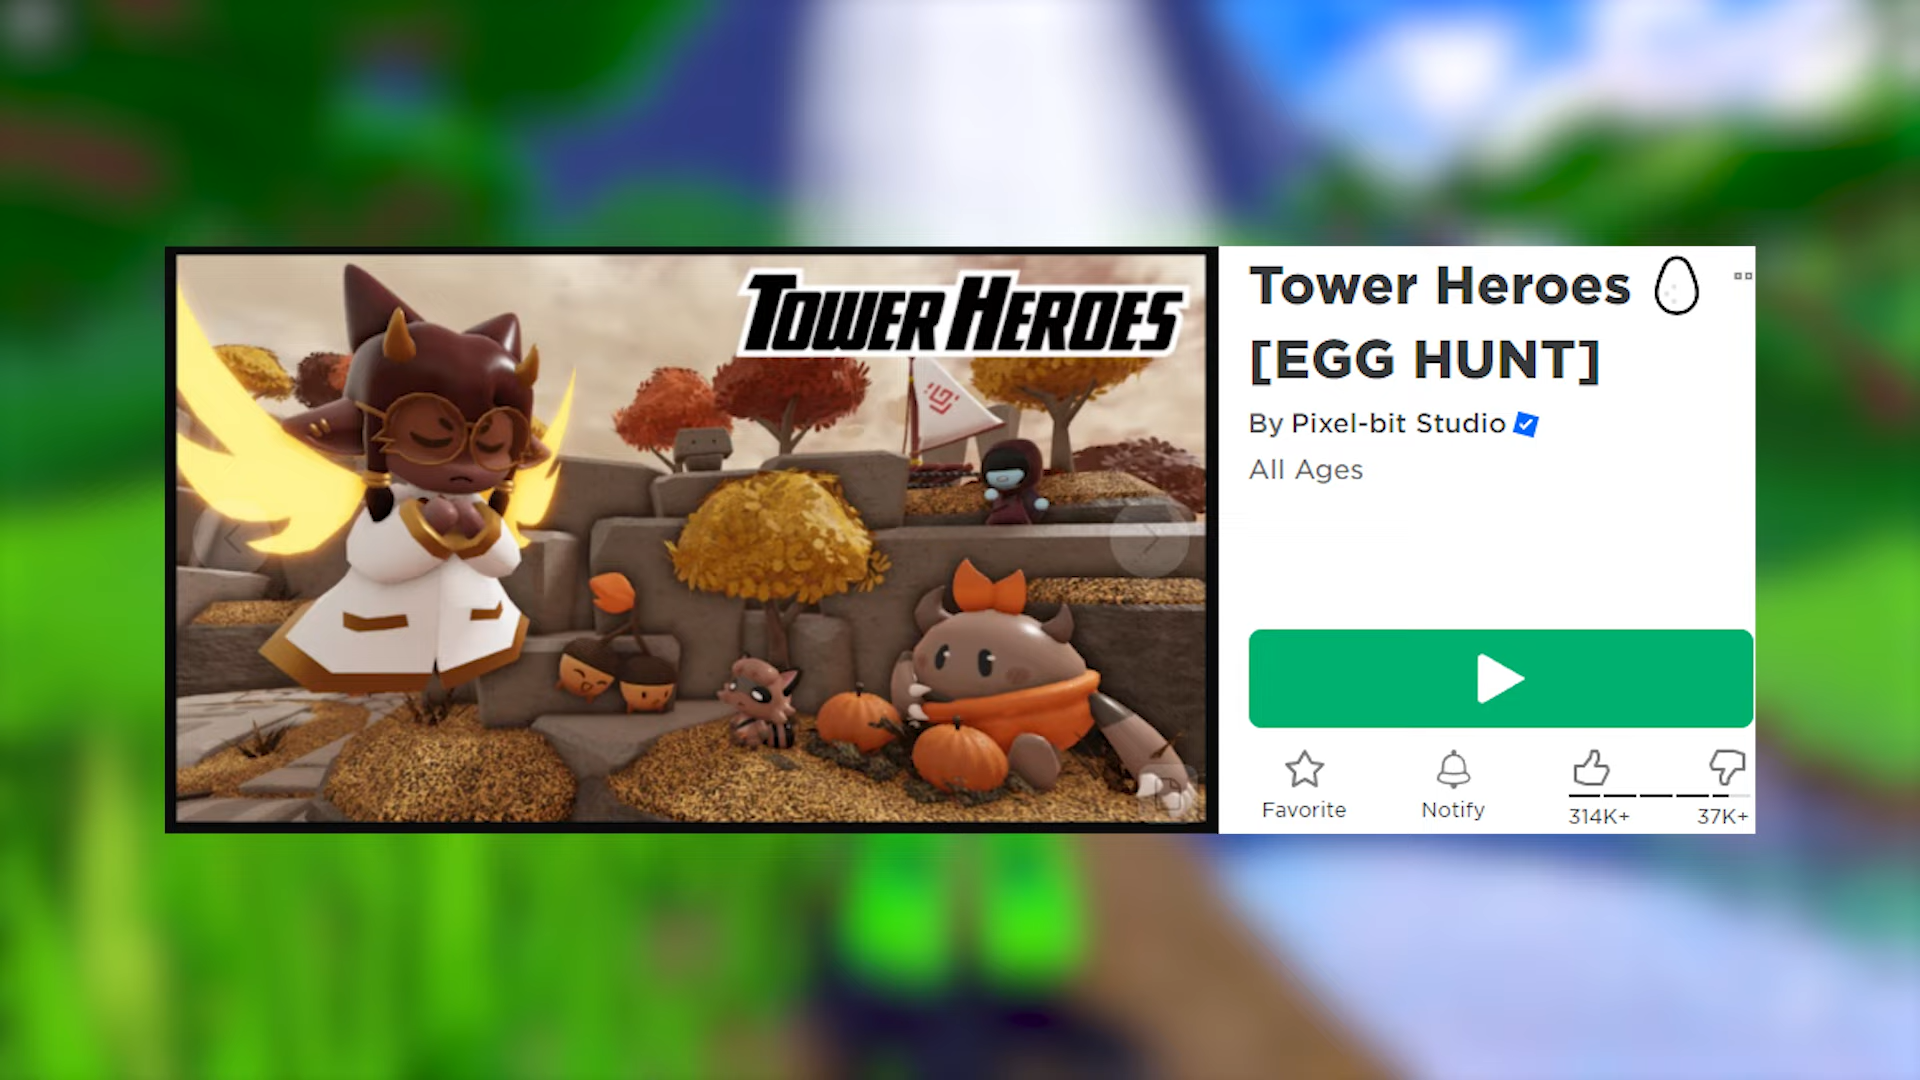 TOWER HEROES
Tower Heroes
[EGG HUNT]
By Pixel-bit Studio
All Ages
Favorite
Notify
314K+
37K+